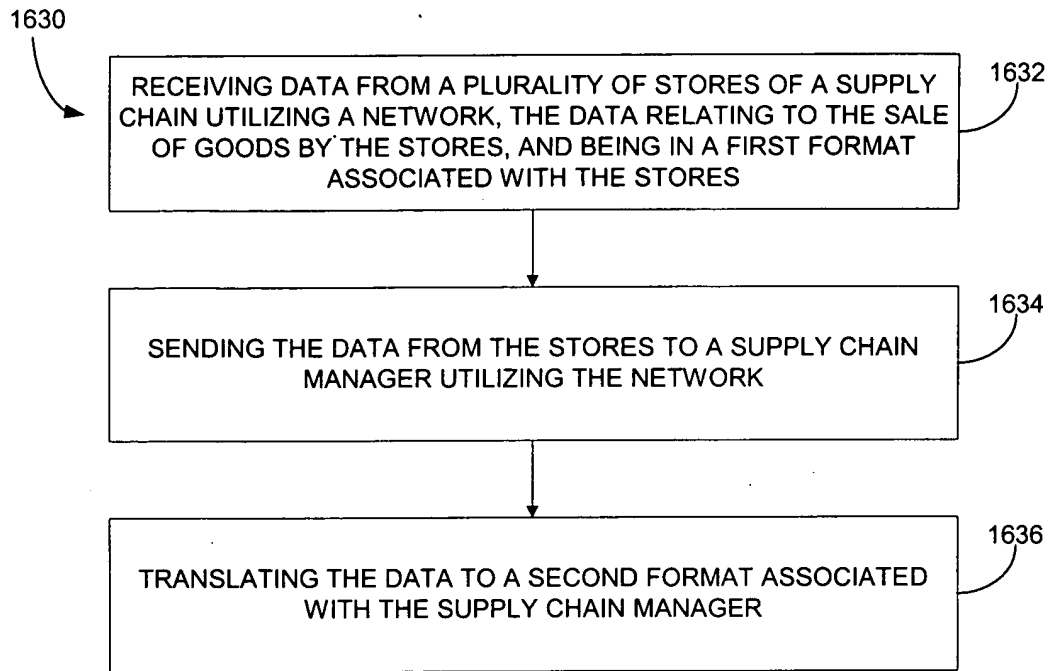 1630
RECEIVING DATA FROM A PLURALITY OF STORES OF A SUPPLY
CHAIN UTILIZING A NETWORK, THE DATA RELATING TO THE SALE
OF GOODS BY THE STORES, AND BEING IN A FIRST FORMAT
ASSOCIATED WITH THE STORES
1632
SENDING THE DATA FROM THE STORES TO A SUPPLY CHAIN
MANAGER UTILIZING THE NETWORK
1634
TRANSLATING THE DATA TO A SECOND FORMAT ASSOCIATED
WITH THE SUPPLY CHAIN MANAGER
1636